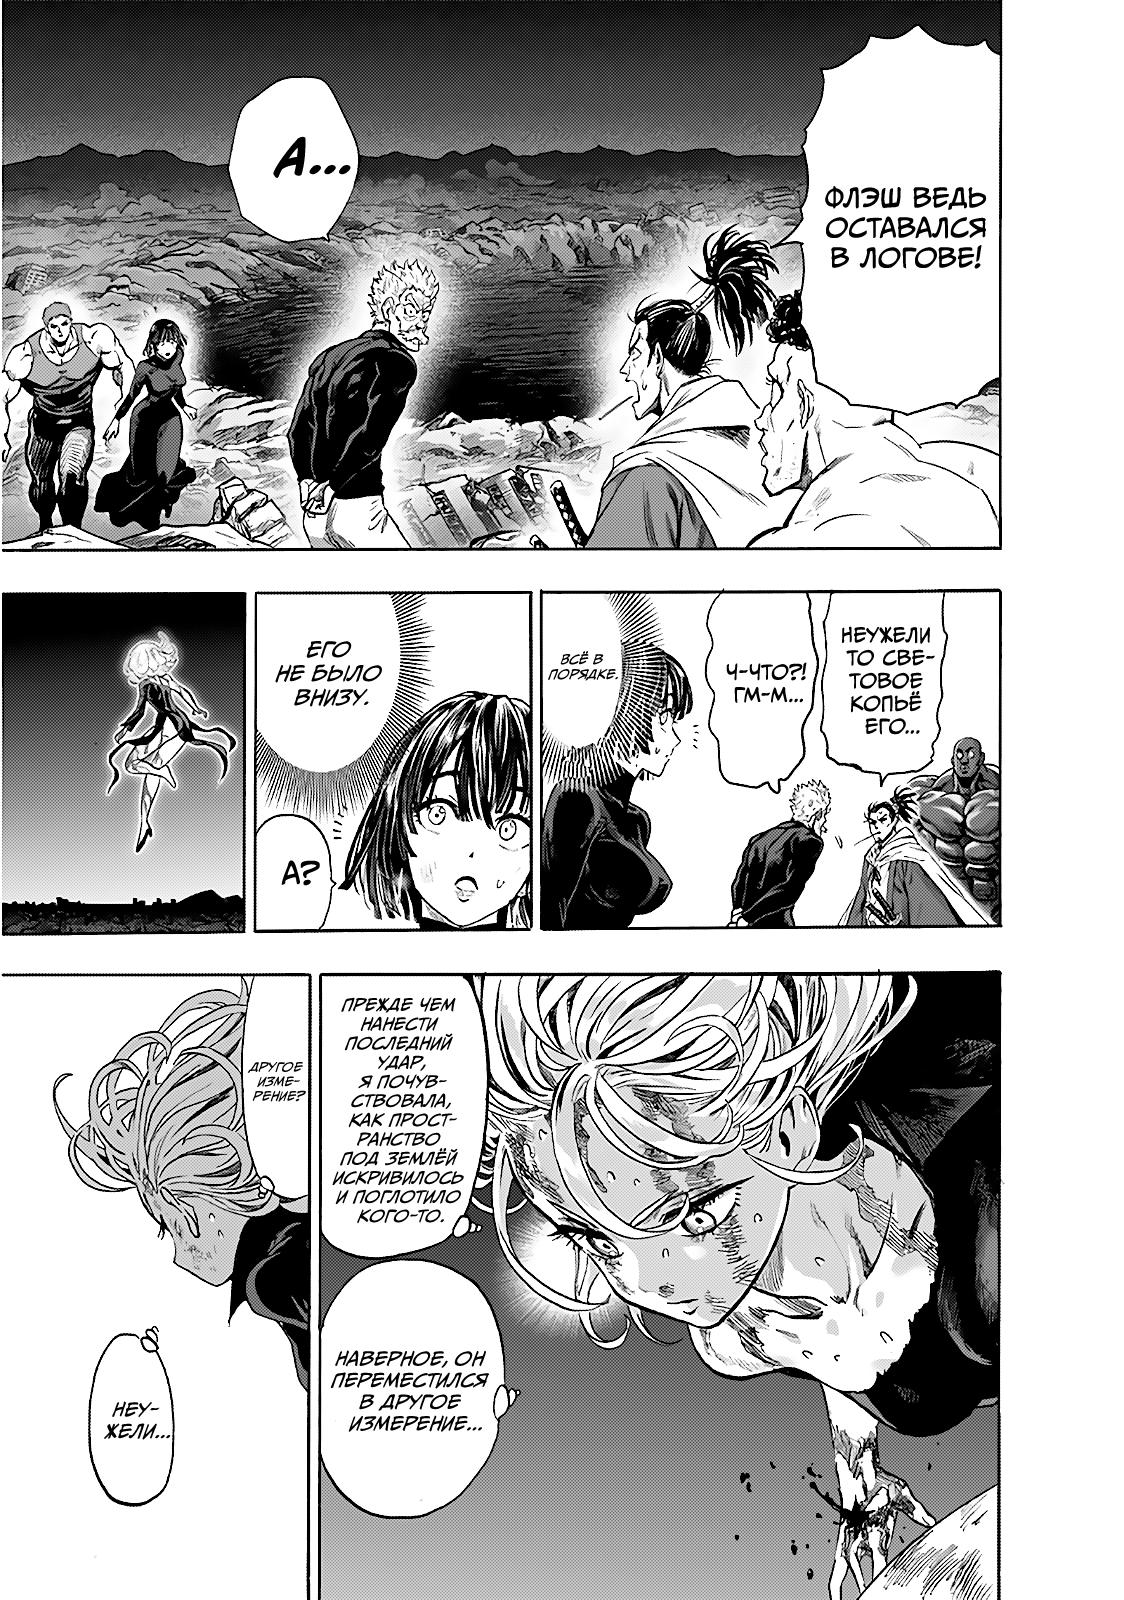 ФЛЭШ ВЕДЬ
ОСТАВАЛСЯ
В ЛОГОВЕ!
А...
НЕУЖЕЛИ
ТО СВЕ-
ТОВОЕ
КОПЬЁ
ЕГО...
Ч-ЧТО?!
ГМ-М...
ВСЁ В
ПОРЯДКЕ.
ЕГО
НЕ БЫЛО
ВНИЗУ.
А?
ПРЕЖДЕ ЧЕМ
НАНЕСТИ
ПОСЛЕДНИЙ
УДАР,
Я ПОЧУВ-
СТВОВАЛА,
КАК ПРОСТ-
РАНСТВО
ПОД ЗЕМЛЁЙ
ИСКРИВИЛОСЬ
И ПОГЛОТИЛО
КОГО-ТО.
НАВЕРНОЕ, ОН
ПЕРЕМЕСТИЛСЯ
В ДРУГОЕ
ИЗМЕРЕНИЕ...
ДРУГОЕ
ИЗМЕ-
РЕНИЕ?
НЕУ-
ЖЕЛИ...